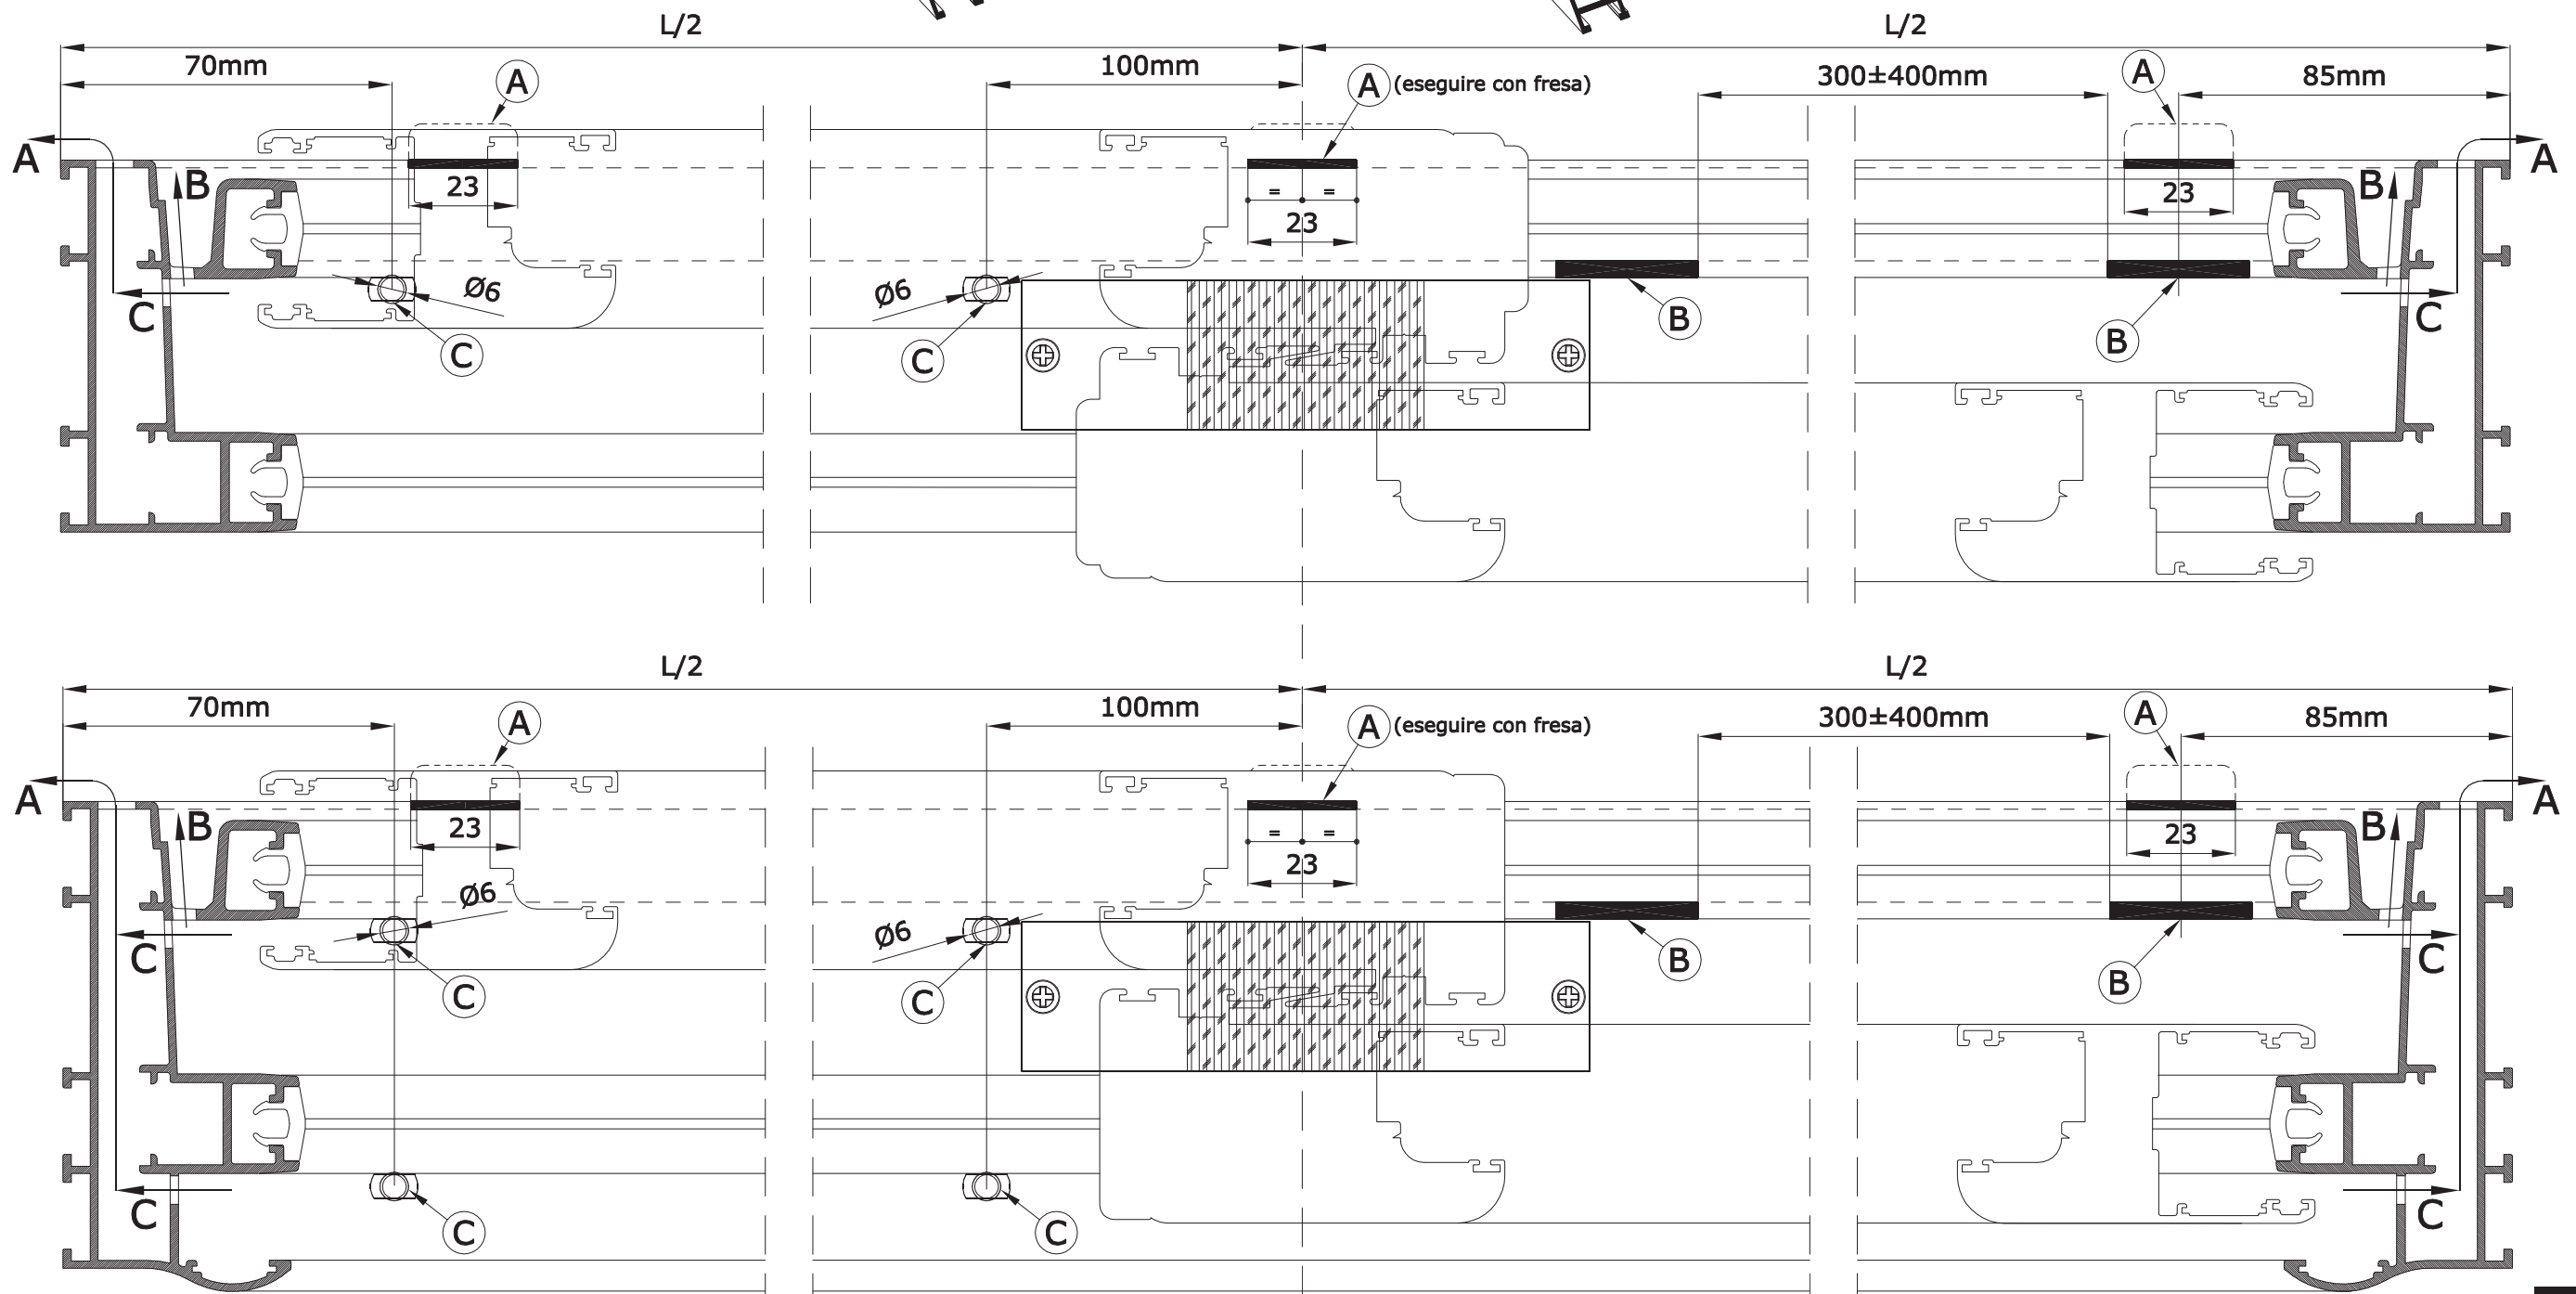 L/2 L/2
70mm 100mm 300±400mm 85mm
A A (eseguire con fresa) A
A A
B 23 = = 23 B
23
C Ø6 Ø6 C
C C B B
L/2 L/2
70mm 100mm 300±400mm 85mm
A A (eseguire con fresa) A
A A
B 23 = = 23 B
23
C Ø6 Ø6 C
C C B B
C C
C C